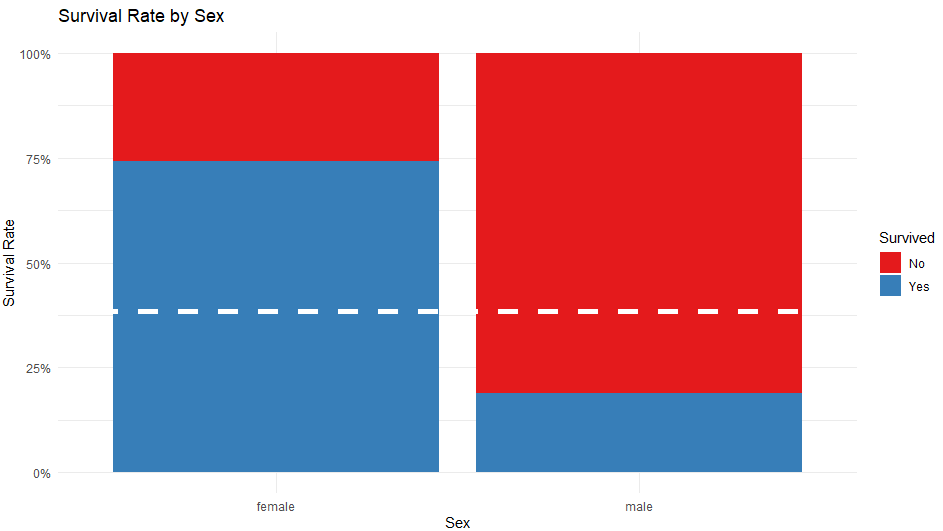 Survival Rate by Sex
100%
75%
50%
25%
0%
Survival Rate
female
male
Sex
Survived
No
Yes